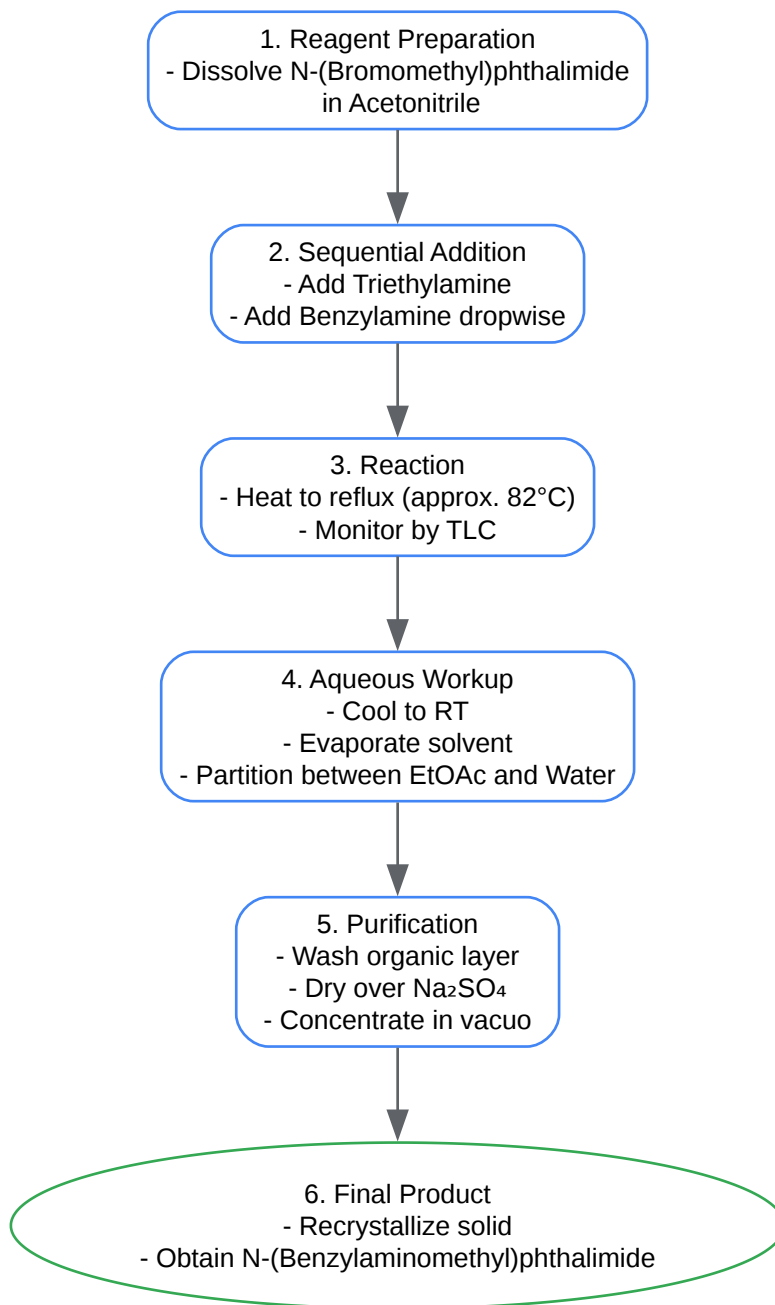 1. Reagent Preparation
- Dissolve N-(Bromomethyl)phthalimide
in Acetonitrile
2. Sequential Addition
- Add Triethylamine
- Add Benzylamine dropwise
3. Reaction
- Heat to reflux (approx. 82°C)
- Monitor by TLC
4. Aqueous Workup
- Cool to RT
- Evaporate solvent
- Partition between EtOAc and Water
5. Purification
- Wash organic layer
- Dry over Na₂SO₄
- Concentrate in vacuo
6. Final Product
- Recrystallize solid
- Obtain N-(Benzylaminomethyl)phthalimide